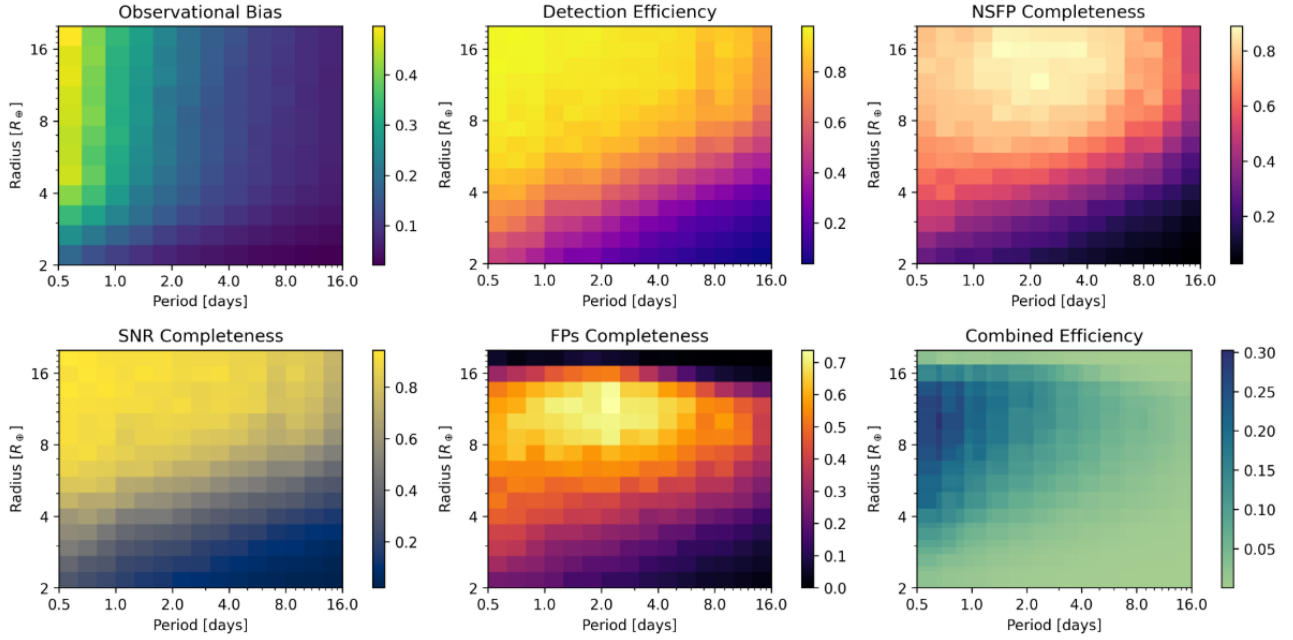 Observational Bias
Detection Efficiency
NSFP Completeness
Radius [R⊕]
16
8
4
2
0.5 1.0 2.0 4.0 8.0 16.0
Period [days]
0.4
0.3
0.2
0.1
Radius [R⊕]
16
8
4
2
0.5 1.0 2.0 4.0 8.0 16.0
Period [days]
0.8
0.6
0.4
0.2
Radius [R⊕]
16
8
4
2
0.5 1.0 2.0 4.0 8.0 16.0
Period [days]
0.8
0.6
0.4
0.2
SNR Completeness
FPs Completeness
Combined Efficiency
Radius [R⊕]
16
8
4
2
0.5 1.0 2.0 4.0 8.0 16.0
Period [days]
0.8
0.6
0.4
0.2
Radius [R⊕]
16
8
4
2
0.5 1.0 2.0 4.0 8.0 16.0
Period [days]
0.7
0.6
0.5
0.4
0.3
0.2
0.1
0.0
Radius [R⊕]
16
8
4
2
0.5 1.0 2.0 4.0 8.0 16.0
Period [days]
0.30
0.25
0.20
0.15
0.10
0.05